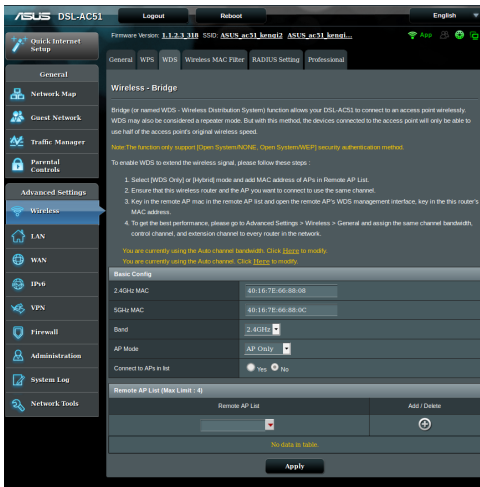 ASUS DSL-AC51 Logout Reboot English
Firmware Version: 1.1.2.3_318 SSID: ASUS_ac51_kengi2 ASUS_ac51_kengi... App
Quick Internet Setup
General
Network Map
Guest Network
Traffic Manager
Parental Controls
Advanced Settings
Wireless
LAN
WAN
IPv6
VPN
Firewall
Administration
System Log
Network Tools
General WPS WDS Wireless MAC Filter RADIUS Setting Professional
Wireless - Bridge
Bridge (or named WDS - Wireless Distribution System) function allows your DSL-AC51 to connect to an access point wirelessly.
WDS may also be considered a repeater mode. But with this method, the devices connected to the access point will only be able to
use half of the access point's original wireless speed.
Note:The function only support [Open System/NONE, Open System/WEP] security authentication method.
To enable WDS to extend the wireless signal, please follow these steps :
1. Select [WDS Only] or [Hybrid] mode and add MAC address of APs in Remote AP List.
2. Ensure that this wireless router and the AP you want to connect to use the same channel.
3. Key in the remote AP mac in the remote AP list and open the remote AP's WDS management interface, key in the this router's
MAC address.
4. To get the best performance, please go to Advanced Settings > Wireless > General and assign the same channel bandwidth,
control channel, and extension channel to every router in the network.
You are currently using the Auto channel bandwidth. Click Here to modify.
You are currently using the Auto channel. Click Here to modify.
Basic Config
2.4GHz MAC 40:16:7E:66:88:08
5GHz MAC 40:16:7E:66:88:0C
Band 2.4GHz
AP Mode AP Only
Connect to APs in list Yes No
Remote AP List (Max Limit : 4)
Remote AP List Add / Delete
No data in table.
Apply